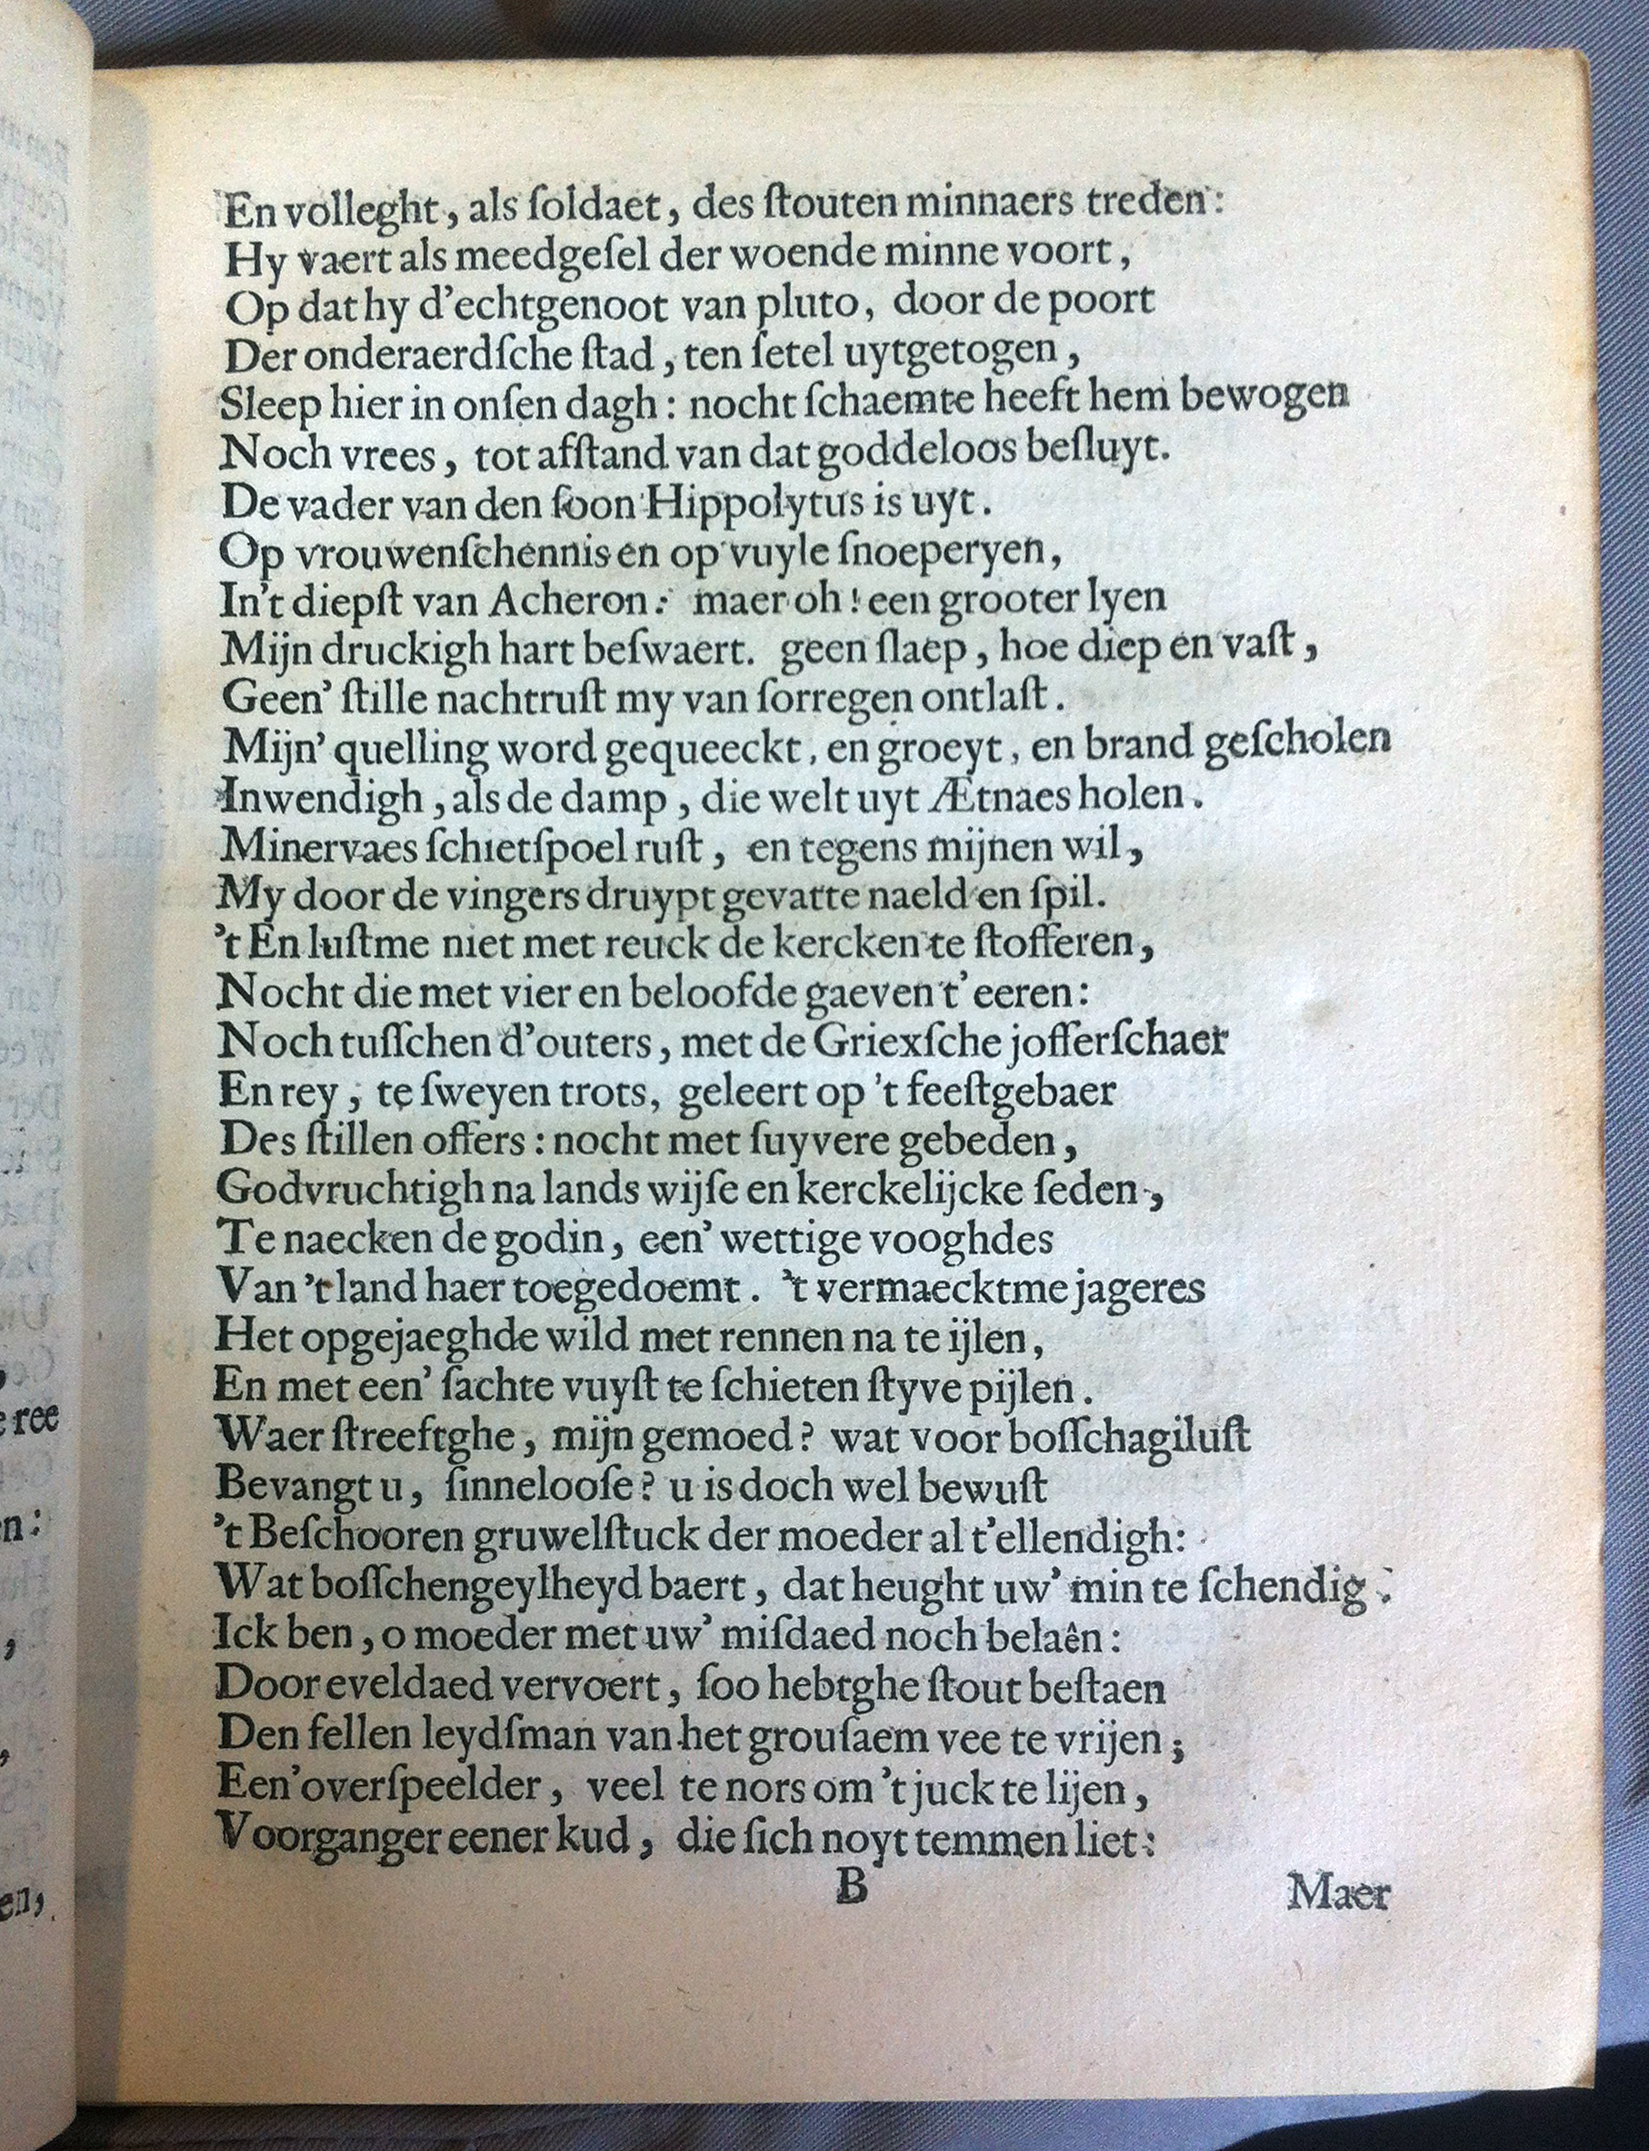 En volleght, als ſoldaet, des ſtouten minnaers treden:
Hy vaert als meedgeſel der woende minne voort,
Op dat hy d'echtgenoot van pluto, door de poort
Der onderaerdſche ſtad, ten ſetel uytgetogen,
Sleep hier in onſen dagh: nocht ſchaemte heeft hem bewogen
Noch vrees, tot afſtand van dat goddeloos beſluyt.
De vader van den ſoon Hippolytus is uyt.
Op vrouwenſchennis en op vuyle ſnoeperyen,
In't diepſt van Acheron: maer oh! een grooter lyen
Mijn druckigh hart beſwaert. geen ſlaep, hoe diep en vaſt,
Geen' ſtille nachtruſt my van ſorregen ontlaſt.
Mijn' quelling word gequeeckt, en groeyt, en brand geſcholen
Inwendigh, als de damp, die welt uyt Ætnaes holen.
Minervaes ſchietſpoel ruſt, en tegens mijnen wil,
My door de vingers druypt gevatte naeld en ſpil.
't En luſtme niet met reuck de kercken te ſtofferen,
Nocht die met vier en beloofde gaeven t' eeren:
Noch tuſſchen d'outers, met de Griexſche jofferſchaer
En rey, te ſweyen trots, geleert op 't feeſtgebaer
Des ſtillen offers: nocht met ſuyvere gebeden,
Godvruchtigh na lands wijſe en kerckelijcke ſeden,
Te naecken de godin, een' wettige vooghdes
Van 't land haer toegedoemt. 't vermaecktme jageres
Het opgejaeghde wild met rennen na te ijlen,
En met een' ſachte vuyſt te ſchieten ſtyve pijlen.
Waer ſtreeftghe, mijn gemoed? wat voor boſſchagiluſt
Bevangt u, ſinnelooſe? u is doch wel bewuſt
't Beſchooren gruwelſtuck der moeder al t'ellendigh:
Wat boſſchengeylheyd baert, dat heught uw' min te ſchendig.
Ick ben, o moeder met uw' miſdaed noch belaên:
Door eveldaed vervoert, ſoo hebtghe ſtout beſtaen
Den fellen leydſman van het grouſaem vee te vrijen;
Een' overſpeelder, veel te nors om 't juck te lijen,
Voorganger eener kud, die ſich noyt temmen liet:
B
Maer